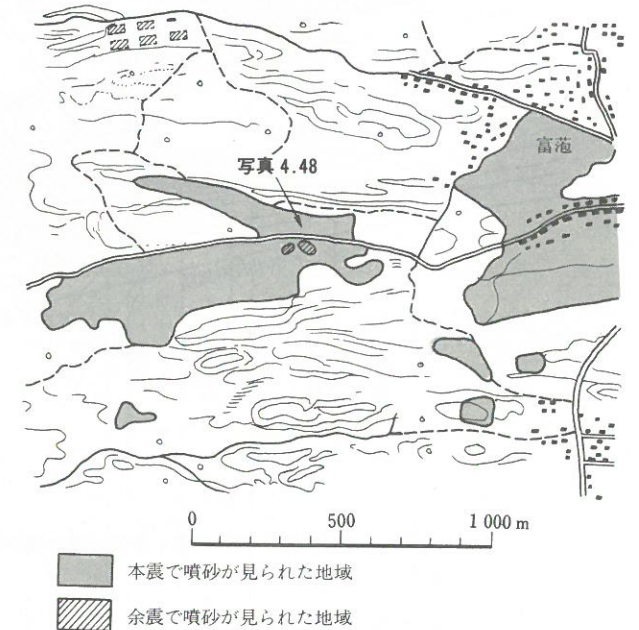 写真 4.48
富萢
0 500 1 000 m
本震で噴砂が見られた地域
余震で噴砂が見られた地域